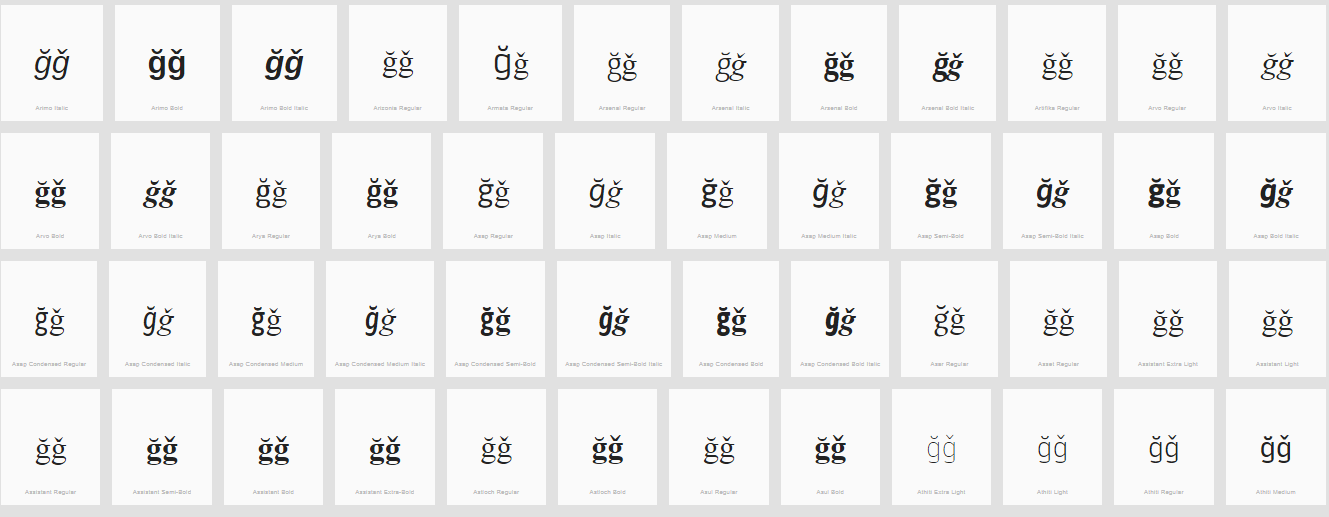 ğǧ ğǧ ğǧ ğǧ ğǧ ğǧ ğǧ ğǧ ğǧ ğǧ ğǧ ğǧ
Arimo Italic Arimo Bold Arimo Bold Italic Arizonia Regular Armata Regular Arsenal Regular Arsenal Italic Arsenal Bold Arsenal Bold Italic Artifika Regular Arvo Regular Arvo Italic
ğǧ ğǧ ğǧ ğǧ ğǧ ğǧ ğǧ ğǧ ğǧ ğǧ ğǧ ğǧ
Arvo Bold Arvo Bold Italic Arya Regular Arya Bold Asap Regular Asap Italic Asap Medium Asap Medium Italic Asap Semi-Bold Asap Semi-Bold Italic Asap Bold Asap Bold Italic
ğǧ ğǧ ğǧ ğǧ ğǧ ğǧ ğǧ ğǧ ğǧ ğǧ ğǧ ğǧ
Asap Condensed Regular Asap Condensed Italic Asap Condensed Medium Asap Condensed Medium Italic Asap Condensed Semi-Bold Asap Condensed Semi-Bold Italic Asap Condensed Bold Asap Condensed Bold Italic Asar Regular Asset Regular Assistant Extra Light Assistant Light
ğǧ ğǧ ğǧ ğǧ ğǧ ğǧ ğǧ ğǧ ğǧ ğǧ ğǧ ğǧ
Assistant Regular Assistant Semi-Bold Assistant Bold Assistant Extra-Bold Astloch Regular Astloch Bold Asul Regular Asul Bold Athiti Extra Light Athiti Light Athiti Regular Athiti Medium